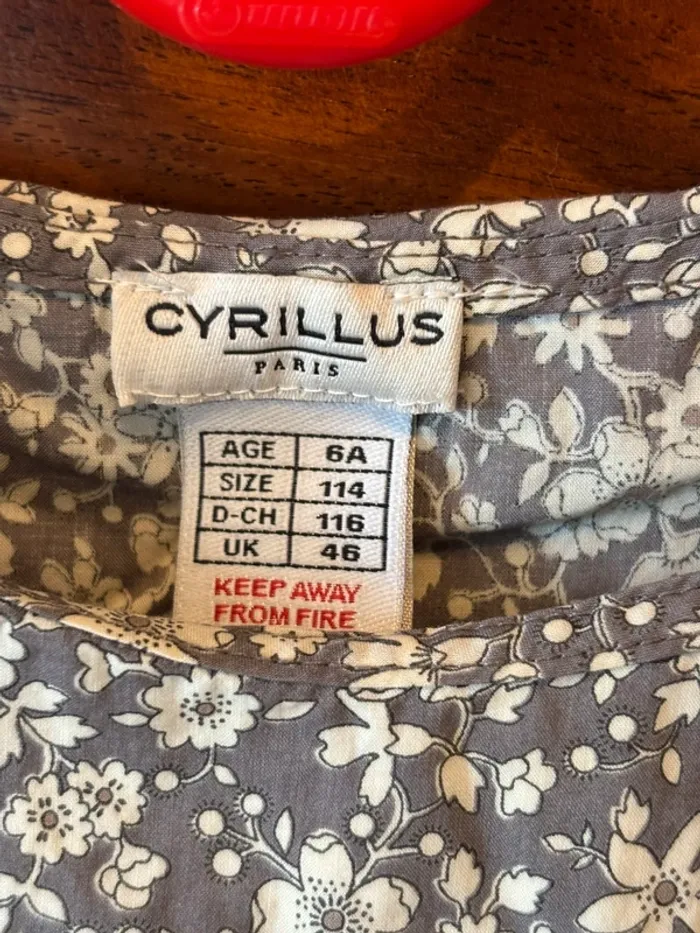 CYRILLUS
PARIS
AGE 6A
SIZE 114
D-CH 116
UK 46
KEEP AWAY
FROM FIRE